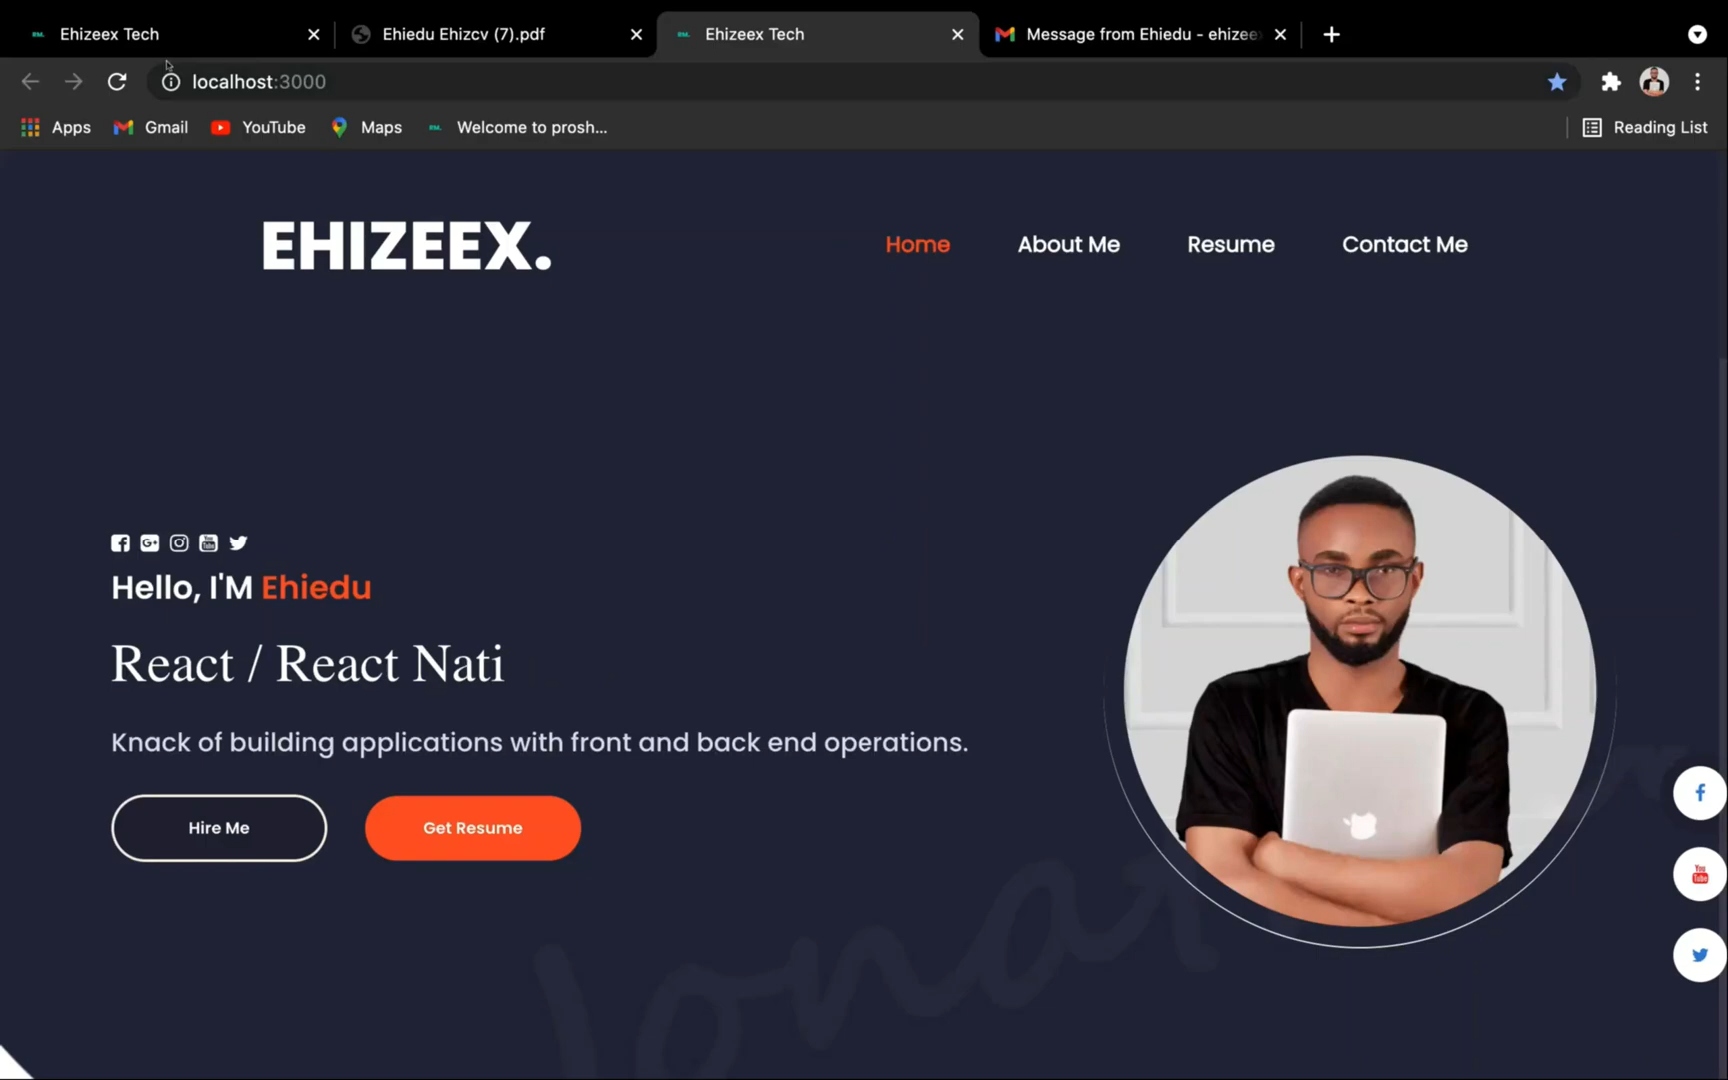 Ehizeex Tech
Ehiedu Ehizcv (7).pdf
Ehizeex Tech
Message from Ehiedu - ehizee
localhost:3000
Apps
Gmail
YouTube
Maps
Welcome to prosh...
Reading List
EHIZEEX.
Home
About Me
Resume
Contact Me
Hello, I'M Ehiedu
React / React Nati
Knack of building applications with front and back end operations.
Hire Me
Get Resume
You
Tube